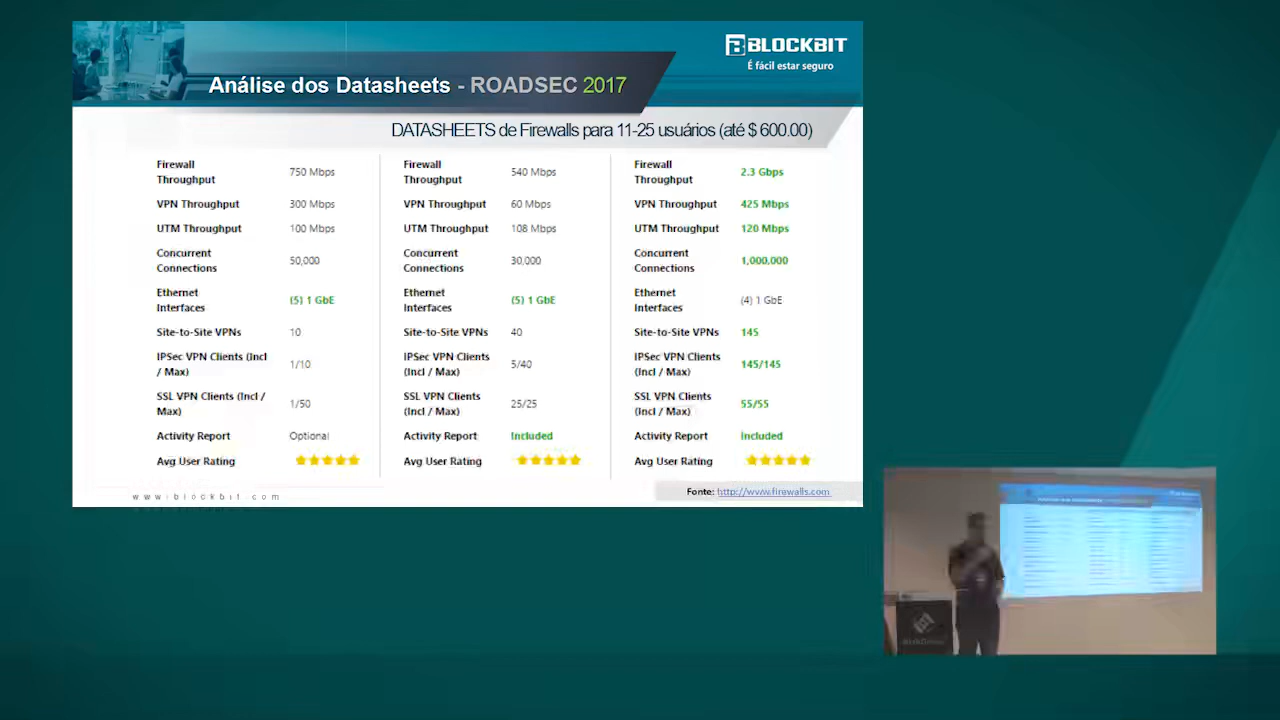 BLOCKBIT
É fácil estar seguro
Análise dos Datasheets - ROADSEC 2017
DATASHEETS de Firewalls para 11-25 usuários (até $ 600.00)
Firewall
Throughput
750 Mbps
VPN Throughput
300 Mbps
UTM Throughput
100 Mbps
Concurrent
Connections
50,000
Ethernet
Interfaces
(5) 1 GbE
Site-to-Site VPNs
10
IPSec VPN Clients (Incl
/ Max)
1/10
SSL VPN Clients (Incl /
Max)
1/50
Activity Report
Optional
Avg User Rating
Firewall
Throughput
540 Mbps
VPN Throughput
60 Mbps
UTM Throughput
108 Mbps
Concurrent
Connections
30,000
Ethernet
Interfaces
(5) 1 GbE
Site-to-Site VPNs
40
IPSec VPN Clients
(Incl / Max)
5/40
SSL VPN Clients
(Incl / Max)
25/25
Activity Report
Included
Avg User Rating
Firewall
Throughput
2.3 Gbps
VPN Throughput
425 Mbps
UTM Throughput
120 Mbps
Concurrent
Connections
1,000,000
Ethernet
Interfaces
(4) 1 GbE
Site-to-Site VPNs
145
IPSec VPN Clients
(Incl / Max)
145/145
SSL VPN Clients
(Incl / Max)
55/55
Activity Report
Included
Avg User Rating
www.blockbit.com
Fonte: http://www.firewalls.com